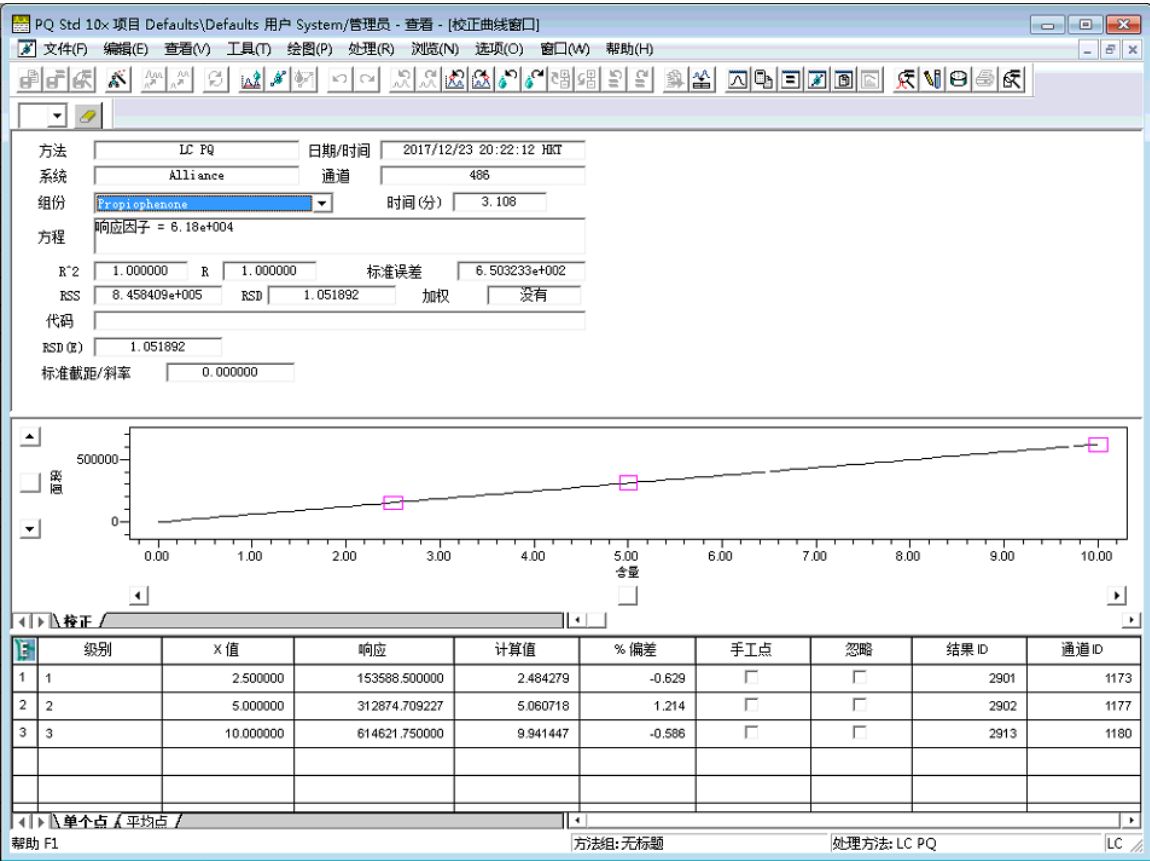 PQ Std 10x 项目 Defaults\Defaults 用户 System/管理员 - 查看 - [校正曲线窗口]
文件(F) 编辑(E) 查看(V) 工具(T) 绘图(P) 处理(R) 浏览(N) 选项(O) 窗口(W) 帮助(H)
方法 LC PQ 日期/时间 2017/12/23 20:22:12 HKT
系统 Alliance 通道 486
组份 Propiophenone 时间(分) 3.108
方程 响应因子 = 6.18e+004
R^2 1.000000 R 1.000000 标准误差 6.503233e+002
RSS 8.458409e+005 RSD 1.051892 加权 没有
代码
RSD(E) 1.051892
标准截距/斜率 0.000000
面积
500000
0
0.00 1.00 2.00 3.00 4.00 5.00 6.00 7.00 8.00 9.00 10.00
含量
校正
级别 X 值 响应 计算值 % 偏差 手工点 忽略 结果 ID 通道 ID
1 1 2.500000 153588.500000 2.484279 -0.629 2901 1173
2 2 5.000000 312874.709227 5.060718 1.214 2902 1177
3 3 10.000000 614621.750000 9.941447 -0.586 2913 1180
单个点 平均点
帮助 F1 方法组: 无标题 处理方法: LC PQ LC